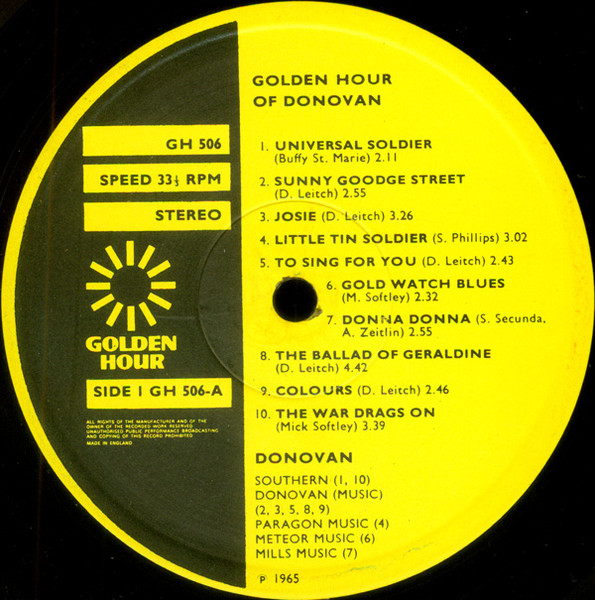 GH 506
SPEED 33⅓ RPM
STEREO
GOLDEN
HOUR
SIDE I GH 506-A
ALL RIGHTS OF THE MANUFACTURER AND OF THE
OWNER OF THE RECORDED WORK RESERVED
UNAUTHORISED PUBLIC PERFORMANCE BROADCASTING
AND COPYING OF THIS RECORD PROHIBITED
MADE IN ENGLAND
GOLDEN HOUR
OF DONOVAN
1. UNIVERSAL SOLDIER
(Buffy St. Marie) 2.11
2. SUNNY GOODGE STREET
(D. Leitch) 2.55
3. JOSIE (D. Leitch) 3.26
4. LITTLE TIN SOLDIER (S. Phillips) 3.02
5. TO SING FOR YOU (D. Leitch) 2.43
6. GOLD WATCH BLUES
(M. Softley) 2.32
7. DONNA DONNA (S. Secunda,
A. Zeitlin) 2.55
8. THE BALLAD OF GERALDINE
(D. Leitch) 4.42
9. COLOURS (D. Leitch) 2.46
10. THE WAR DRAGS ON
(Mick Softley) 3.39
DONOVAN
SOUTHERN (1, 10)
DONOVAN (MUSIC)
(2, 3, 5, 8, 9)
PARAGON MUSIC (4)
METEOR MUSIC (6)
MILLS MUSIC (7)
℗ 1965